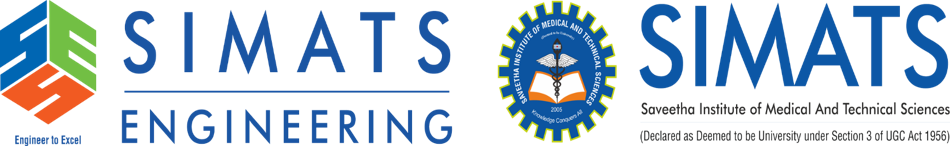 SSE
Engineer to Excel
SIMATS
ENGINEERING
SAVEETHA INSTITUTE OF MEDICAL AND TECHNICAL SCIENCES
2005
Knowledge Conquers All
SIMATS
Saveetha Institute of Medical And Technical Sciences
(Declared as Deemed to be University under Section 3 of UGC Act 1956)